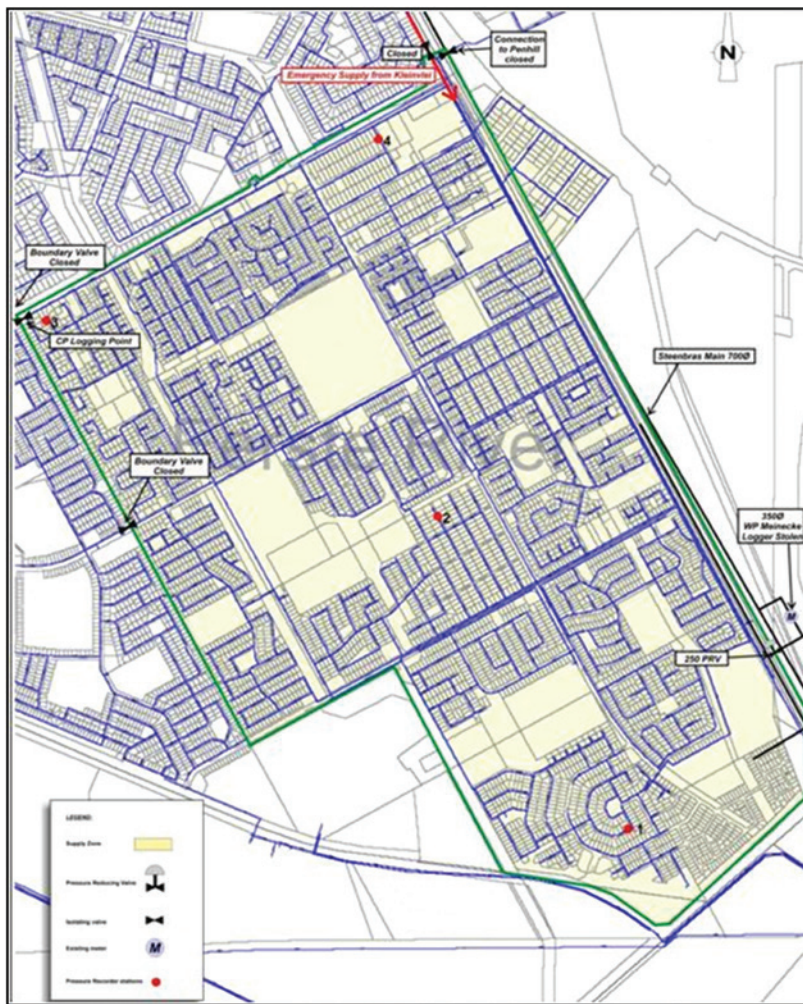 Closed
Connection
to Penhill
closed
N
Emergency Supply from Kleinvlei
4
Boundary Valve
Closed
3
CP Logging Point
Steenbras Main 700Ø
Eerste River
Boundary Valve
Closed
2
350Ø
WP Meinecke
Logger Stolen
M
250 PRV
1
LEGEND:
Supply Zone
Pressure Reducing Valve
Isolating valve
Existing meter
M
Pressure Recorder stations